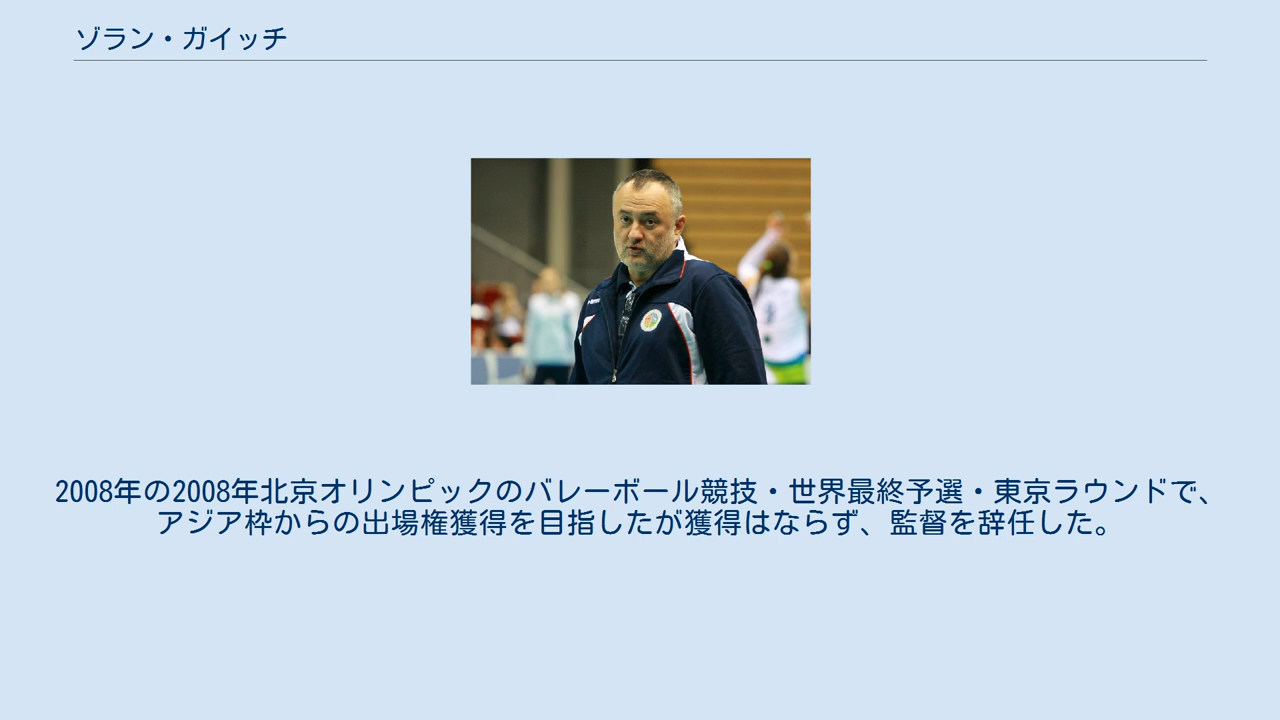 ゾラン・ガイッチ
2008年の2008年北京オリンピックのバレーボール競技・世界最終予選・東京ラウンドで、
アジア枠からの出場権獲得を目指したが獲得はならず、監督を辞任した。